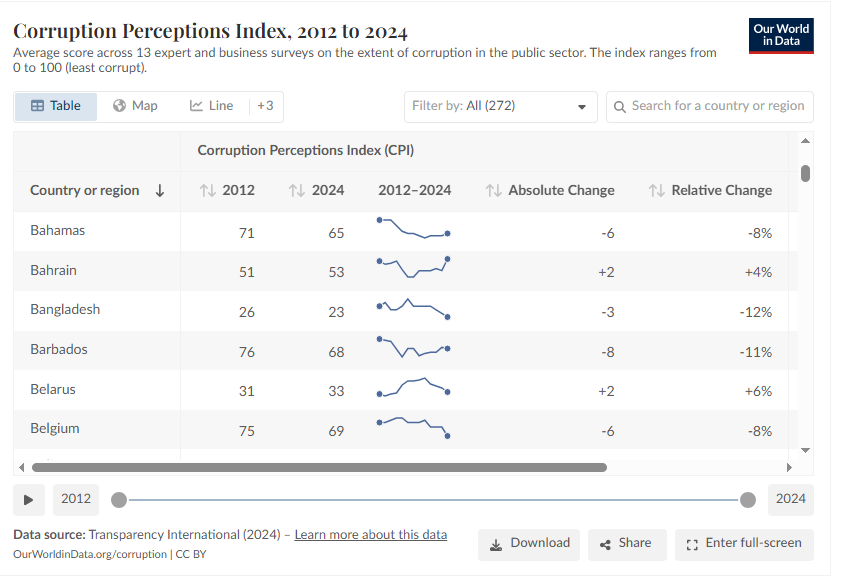 Corruption Perceptions Index, 2012 to 2024
Our World
in Data
Average score across 13 expert and business surveys on the extent of corruption in the public sector. The index ranges from
0 to 100 (least corrupt).
Table Map Line +3
Filter by: All (272)
Search for a country or region
Corruption Perceptions Index (CPI)
Country or region ↓ ↑↓ 2012 ↑↓ 2024 2012–2024 ↑↓ Absolute Change ↑↓ Relative Change
Bahamas 71 65 -6 -8%
Bahrain 51 53 +2 +4%
Bangladesh 26 23 -3 -12%
Barbados 76 68 -8 -11%
Belarus 31 33 +2 +6%
Belgium 75 69 -6 -8%
2012 2024
Data source: Transparency International (2024) – Learn more about this data
OurWorldinData.org/corruption | CC BY
Download Share Enter full-screen